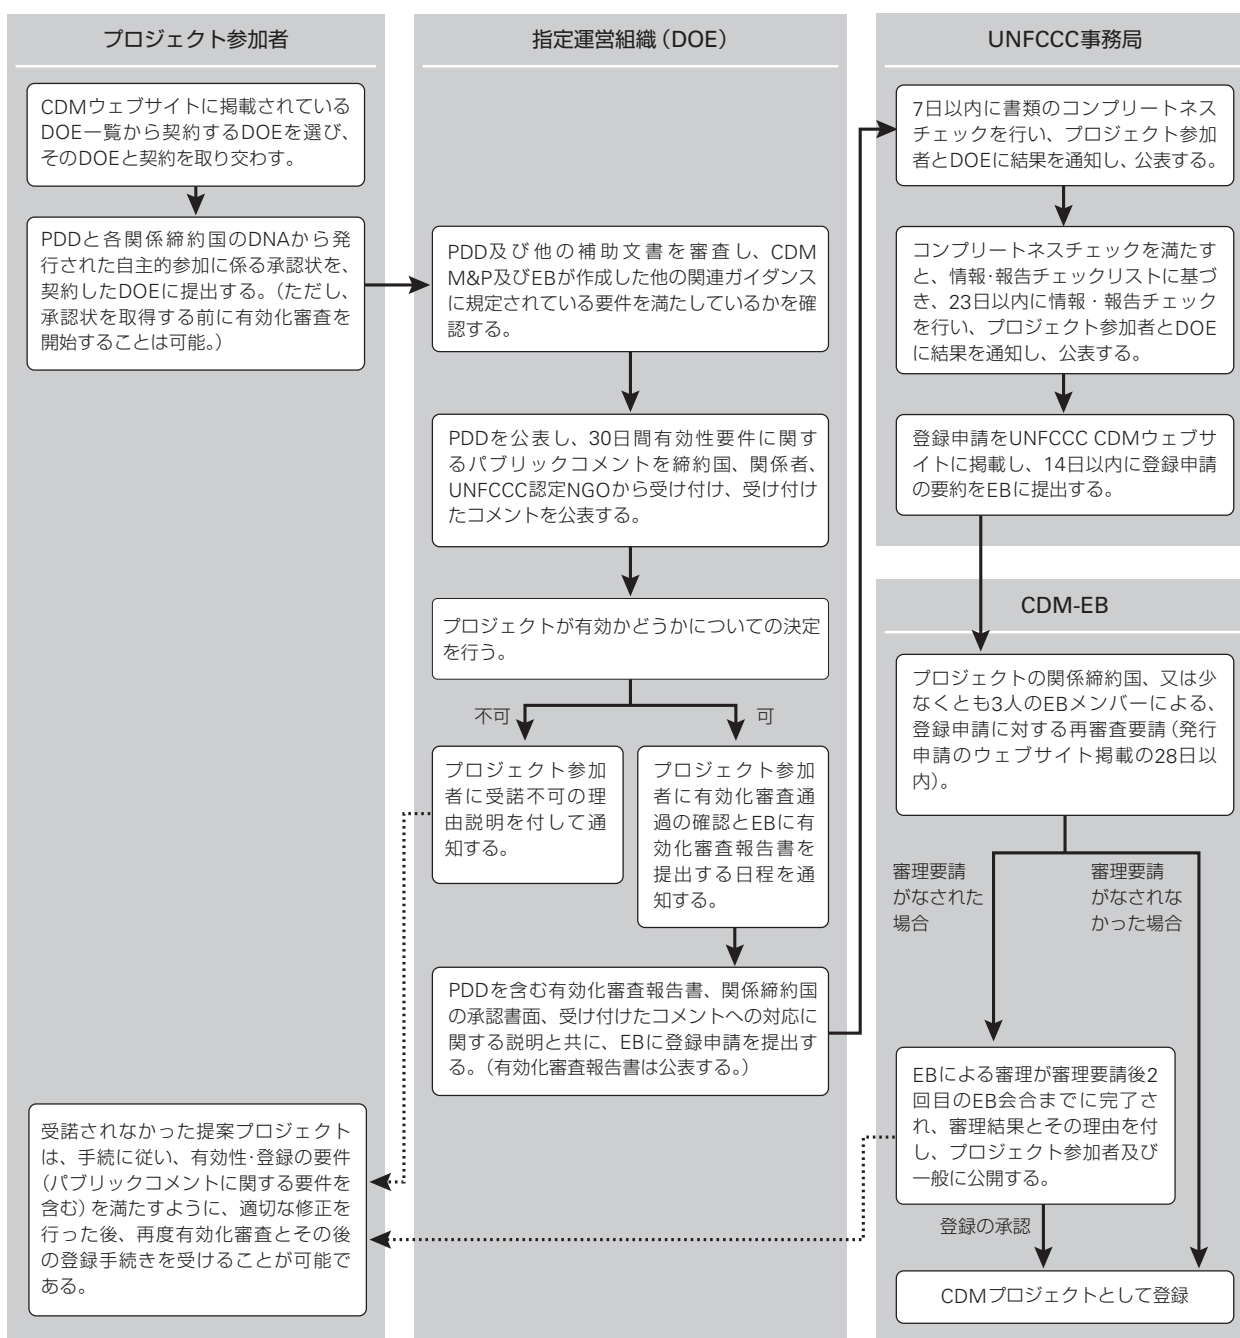 プロジェクト参加者
CDMウェブサイトに掲載されている
DOE一覧から契約するDOEを選び、
そのDOEと契約を取り交わす。
PDDと各関係締約国のDNAから発
行された自主的参加に係る承認状を、
契約したDOEに提出する。（ただし、
承認状を取得する前に有効化審査を
開始することは可能。）
受諾されなかった提案プロジェクト
は、手続に従い、有効性・登録の要件
（パブリックコメントに関する要件を
含む）を満たすように、適切な修正を
行った後、再度有効化審査とその後
の登録手続きを受けることが可能で
ある。
指定運営組織（DOE）
PDD及び他の補助文書を審査し、CDM
M&P及びEBが作成した他の関連ガイダンス
に規定されている要件を満たしているかを確
認する。
PDDを公表し、30日間有効性要件に関す
るパブリックコメントを締約国、関係者、
UNFCCC認定NGOから受け付け、受け付け
たコメントを公表する。
プロジェクトが有効かどうかについての決定
を行う。
不可
可
プロジェクト参加
者に受諾不可の理
由説明を付して通
知する。
プロジェクト参加
者に有効化審査通
過の確認とEBに有
効化審査報告書を
提出する日程を通
知する。
PDDを含む有効化審査報告書、関係締約国
の承認書面、受け付けたコメントへの対応に
関する説明と共に、EBに登録申請を提出す
る。（有効化審査報告書は公表する。）
UNFCCC事務局
7日以内に書類のコンプリートネス
チェックを行い、プロジェクト参加
者とDOEに結果を通知し、公表する。
コンプリートネスチェックを満たす
と、情報・報告チェックリストに基づ
き、23日以内に情報・報告チェック
を行い、プロジェクト参加者とDOE
に結果を通知し、公表する。
登録申請をUNFCCC CDMウェブサ
イトに掲載し、14日以内に登録申請
の要約をEBに提出する。
CDM-EB
プロジェクトの関係締約国、又は少
なくとも3人のEBメンバーによる、
登録申請に対する再審査要請（発行
申請のウェブサイト掲載の28日以
内）。
審理要請
がなされた
場合
審理要請
がなされな
かった場合
EBによる審理が審理要請後2
回目のEB会合までに完了さ
れ、審理結果とその理由を付
し、プロジェクト参加者及び
一般に公開する。
登録の承認
CDMプロジェクトとして登録